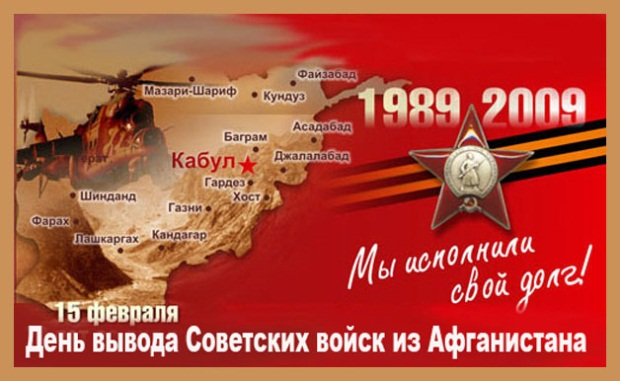 Файзабад
Мазари-Шариф
Кундуз
1989 2009
Асадабад
Баграм
Джалалабад
Кабул
Гардез
Шинданд
Хост
Газни
Фарах
Кандагар
Лашкаргах
Мы исполнили
свой долг!
15 февраля
День вывода Советских войск из Афганистана